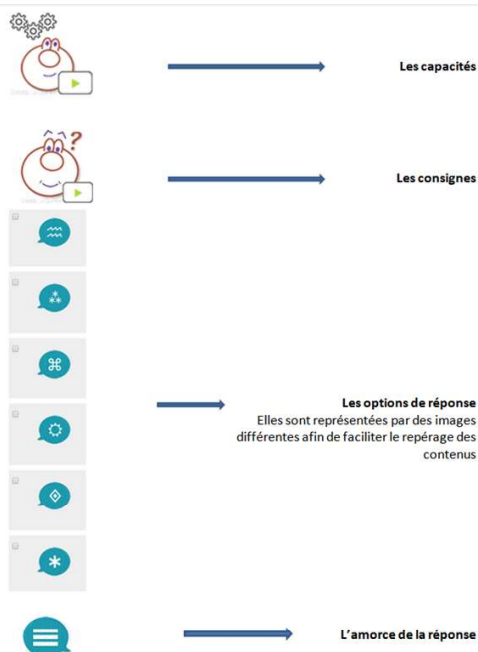 Les capacités
Les consignes
Les options de réponse
Elles sont représentées par des images
différentes afin de faciliter le repérage des
contenus
L'amorce de la réponse